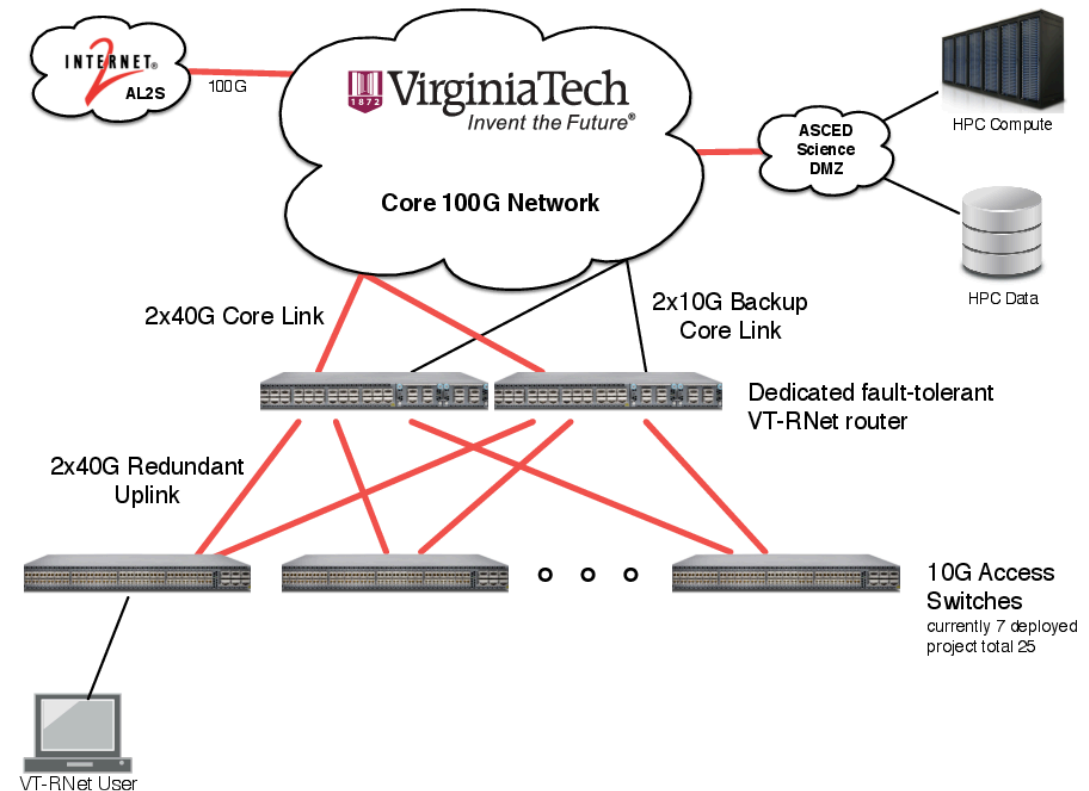 INTERNET®
2
AL2S
100G
1872
VirginiaTech
Invent the Future®
Core 100G Network
ASCED
Science
DMZ
HPC Compute
HPC Data
2x40G Core Link
2x10G Backup
Core Link
Dedicated fault-tolerant
VT-RNet router
2x40G Redundant
Uplink
10G Access
Switches
currently 7 deployed
project total 25
VT-RNet User